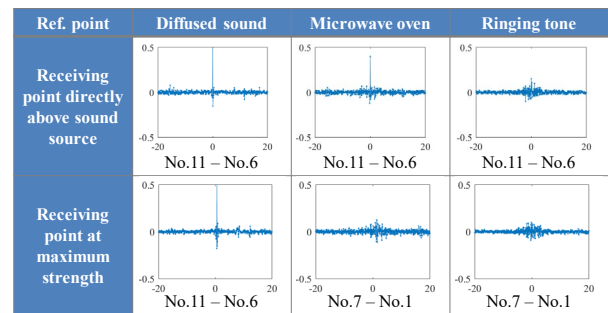 Ref. point Diffused sound Microwave oven Ringing tone
Receiving
point directly
above sound
source
0.5
0
-0.5
-20 0 20
No.11 – No.6
0.5
0
-0.5
-20 0 20
No.11 – No.6
0.5
0
-0.5
-20 0 20
No.11 – No.6
Receiving
point at
maximum
strength
0.5
0
-0.5
-20 0 20
No.11 – No.6
0.5
0
-0.5
-20 0 20
No.7 – No.1
0.5
0
-0.5
-20 0 20
No.7 – No.1